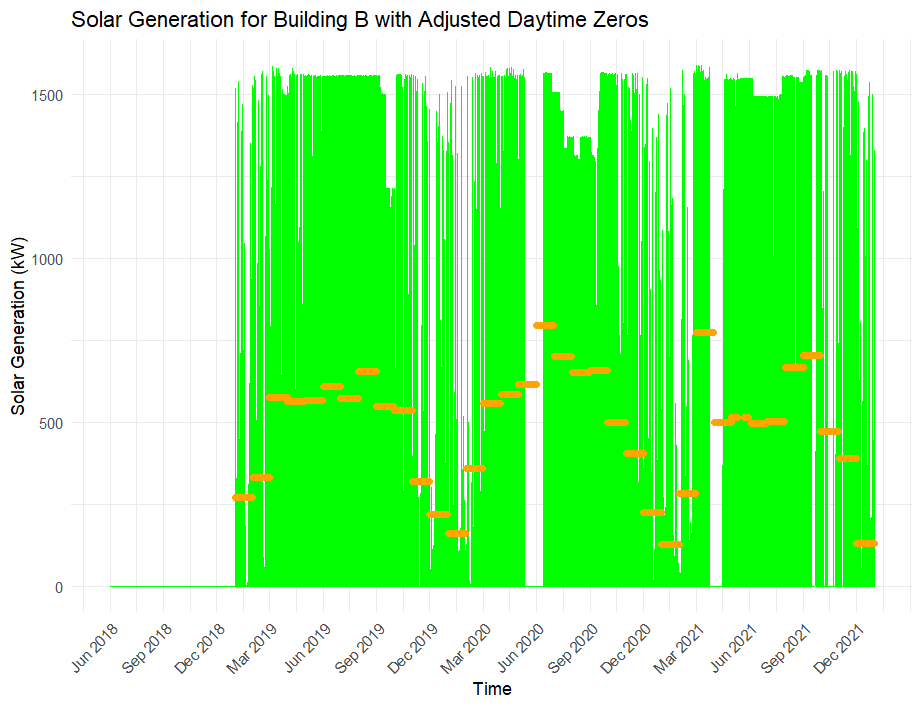 Solar Generation for Building B with Adjusted Daytime Zeros
Solar Generation (kW)
1500
1000
500
0
Jun 2018
Sep 2018
Dec 2018
Mar 2019
Jun 2019
Sep 2019
Dec 2019
Mar 2020
Jun 2020
Sep 2020
Dec 2020
Mar 2021
Jun 2021
Sep 2021
Dec 2021
Time